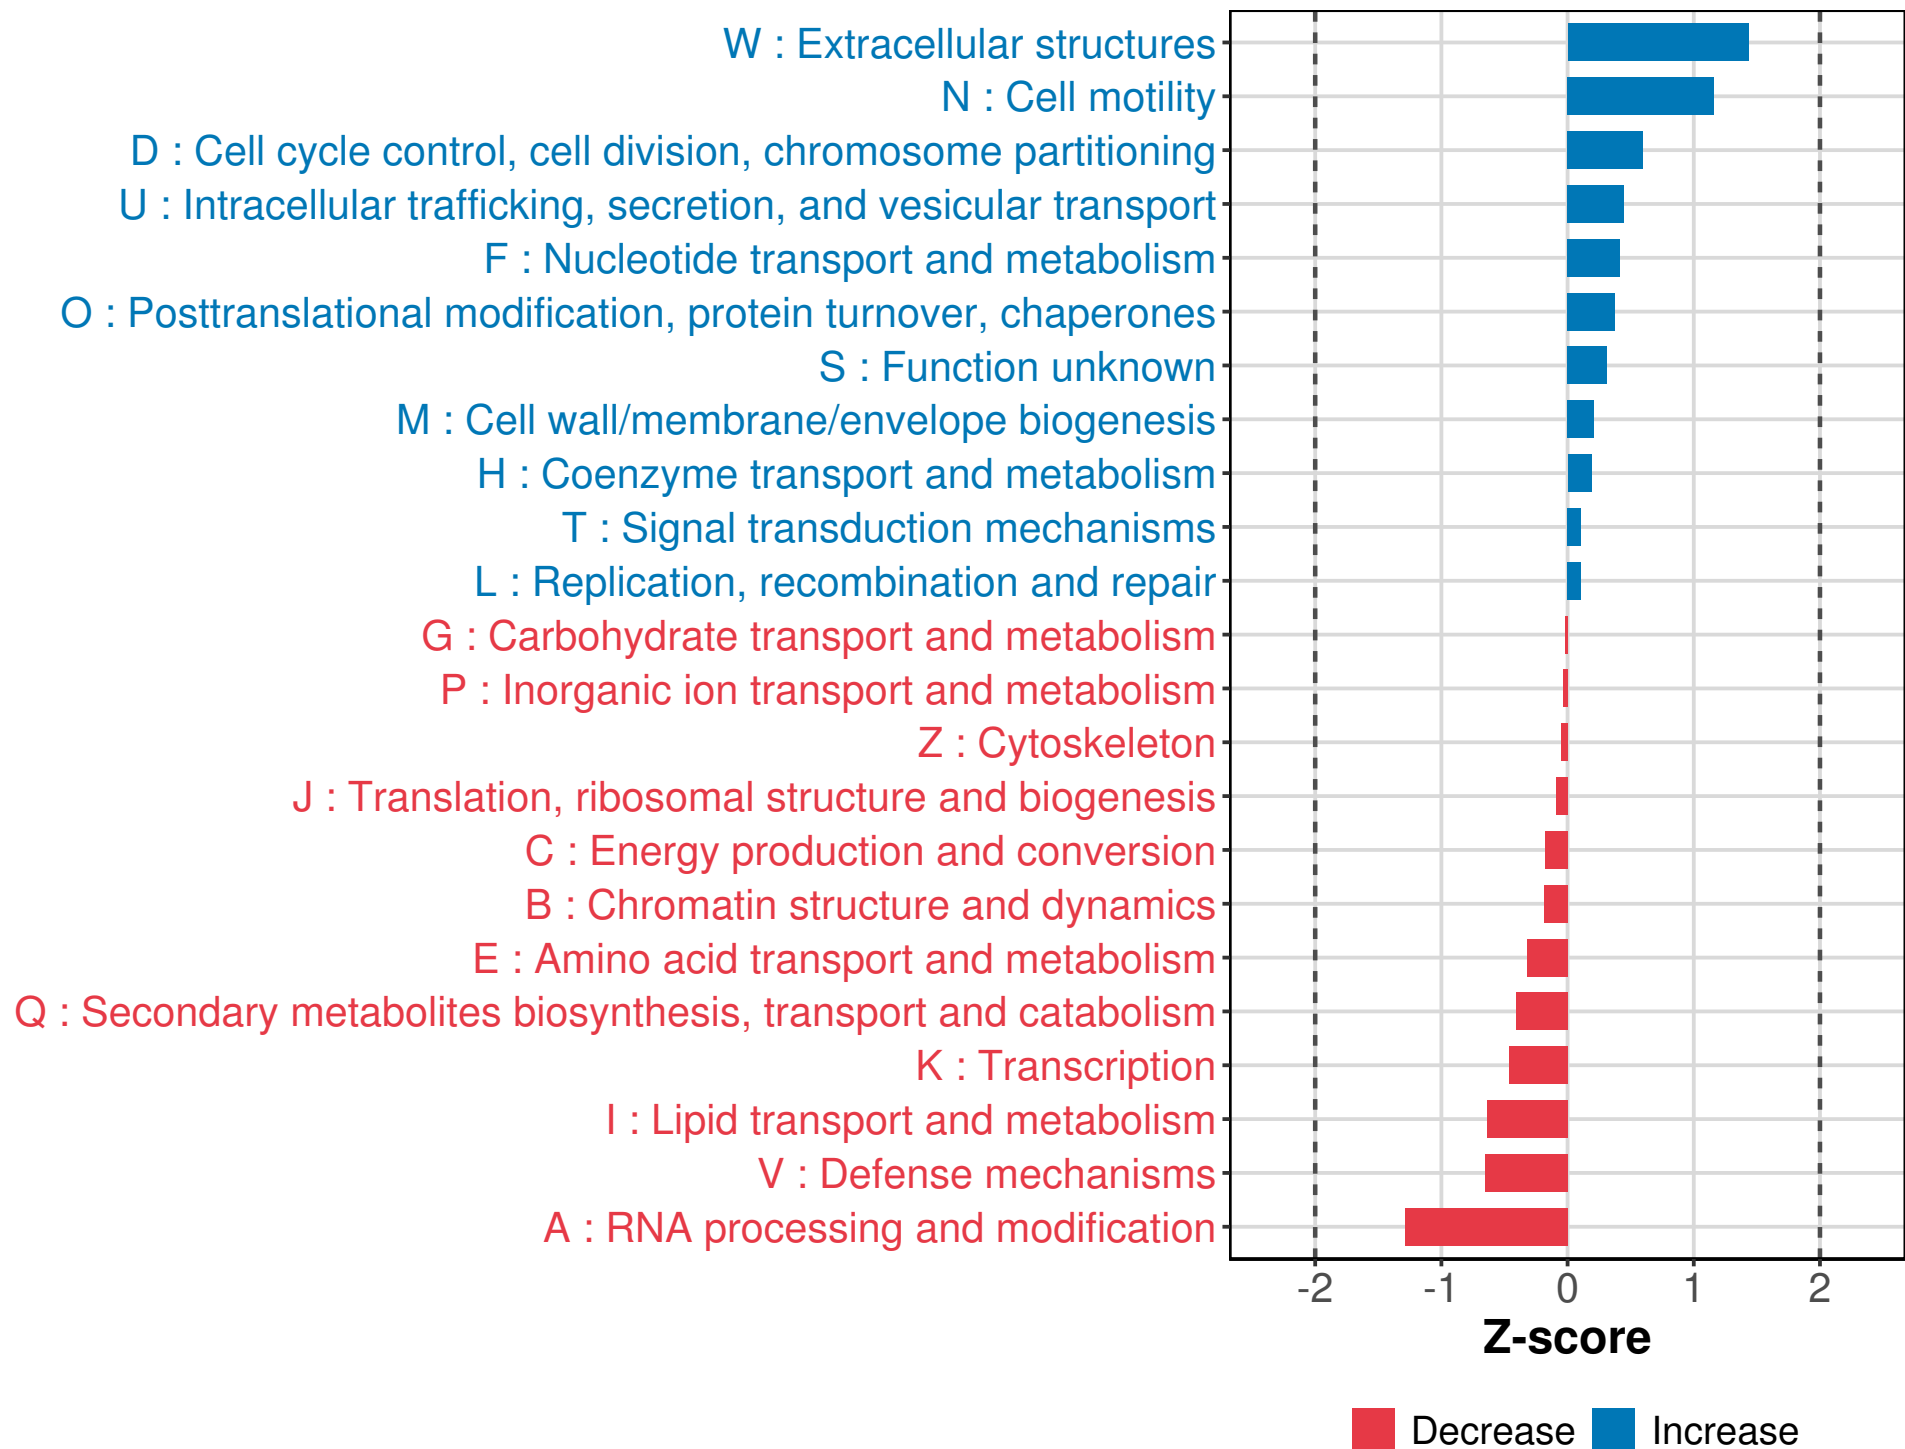 W : Extracellular structures
N : Cell motility
D : Cell cycle control, cell division, chromosome partitioning
U : Intracellular trafficking, secretion, and vesicular transport
F : Nucleotide transport and metabolism
O : Posttranslational modification, protein turnover, chaperones
S : Function unknown
M : Cell wall/membrane/envelope biogenesis
H : Coenzyme transport and metabolism
T : Signal transduction mechanisms
L : Replication, recombination and repair
G : Carbohydrate transport and metabolism
P : Inorganic ion transport and metabolism
Z : Cytoskeleton
J : Translation, ribosomal structure and biogenesis
C : Energy production and conversion
B : Chromatin structure and dynamics
E : Amino acid transport and metabolism
Q : Secondary metabolites biosynthesis, transport and catabolism
K : Transcription
I : Lipid transport and metabolism
V : Defense mechanisms
A : RNA processing and modification
-2 -1 0 1 2
Z-score
Decrease Increase